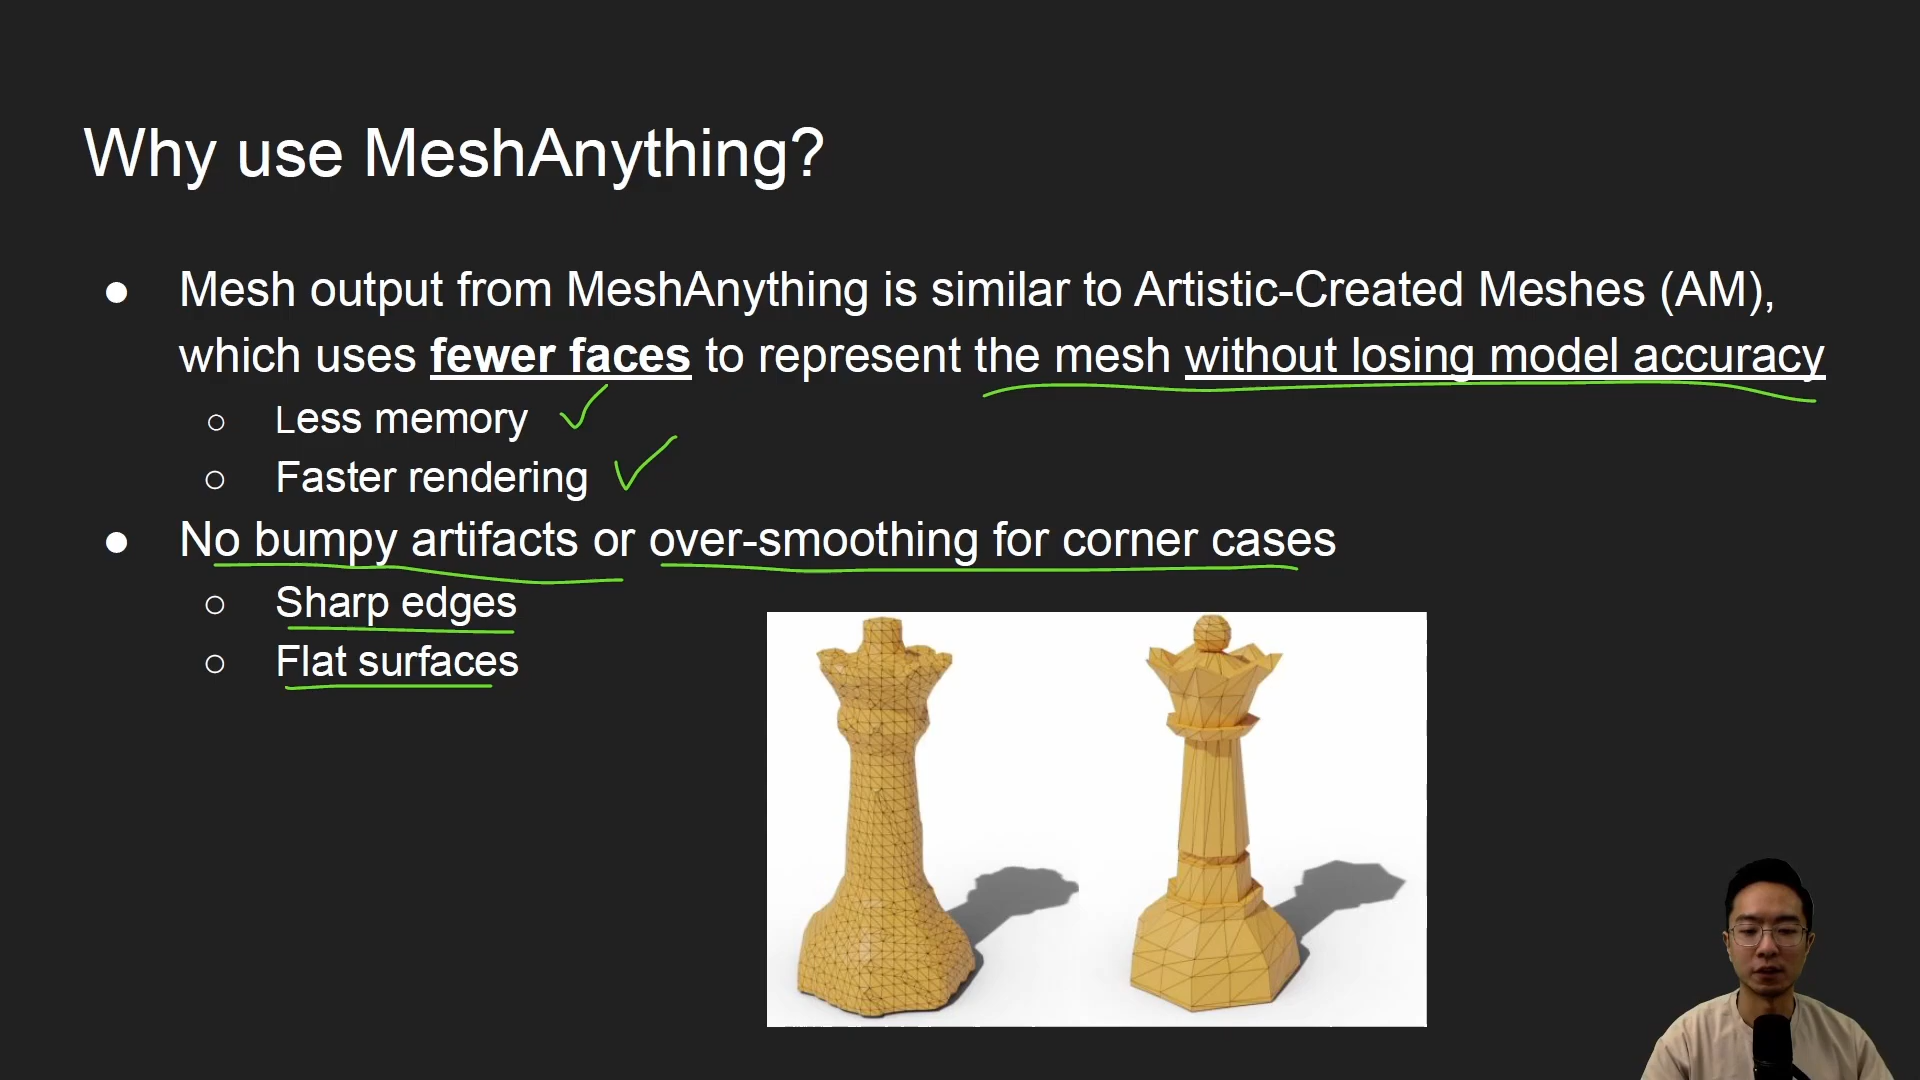 Why use MeshAnything?
● Mesh output from MeshAnything is similar to Artistic-Created Meshes (AM),
which uses fewer faces to represent the mesh without losing model accuracy
○ Less memory
○ Faster rendering
● No bumpy artifacts or over-smoothing for corner cases
○ Sharp edges
○ Flat surfaces